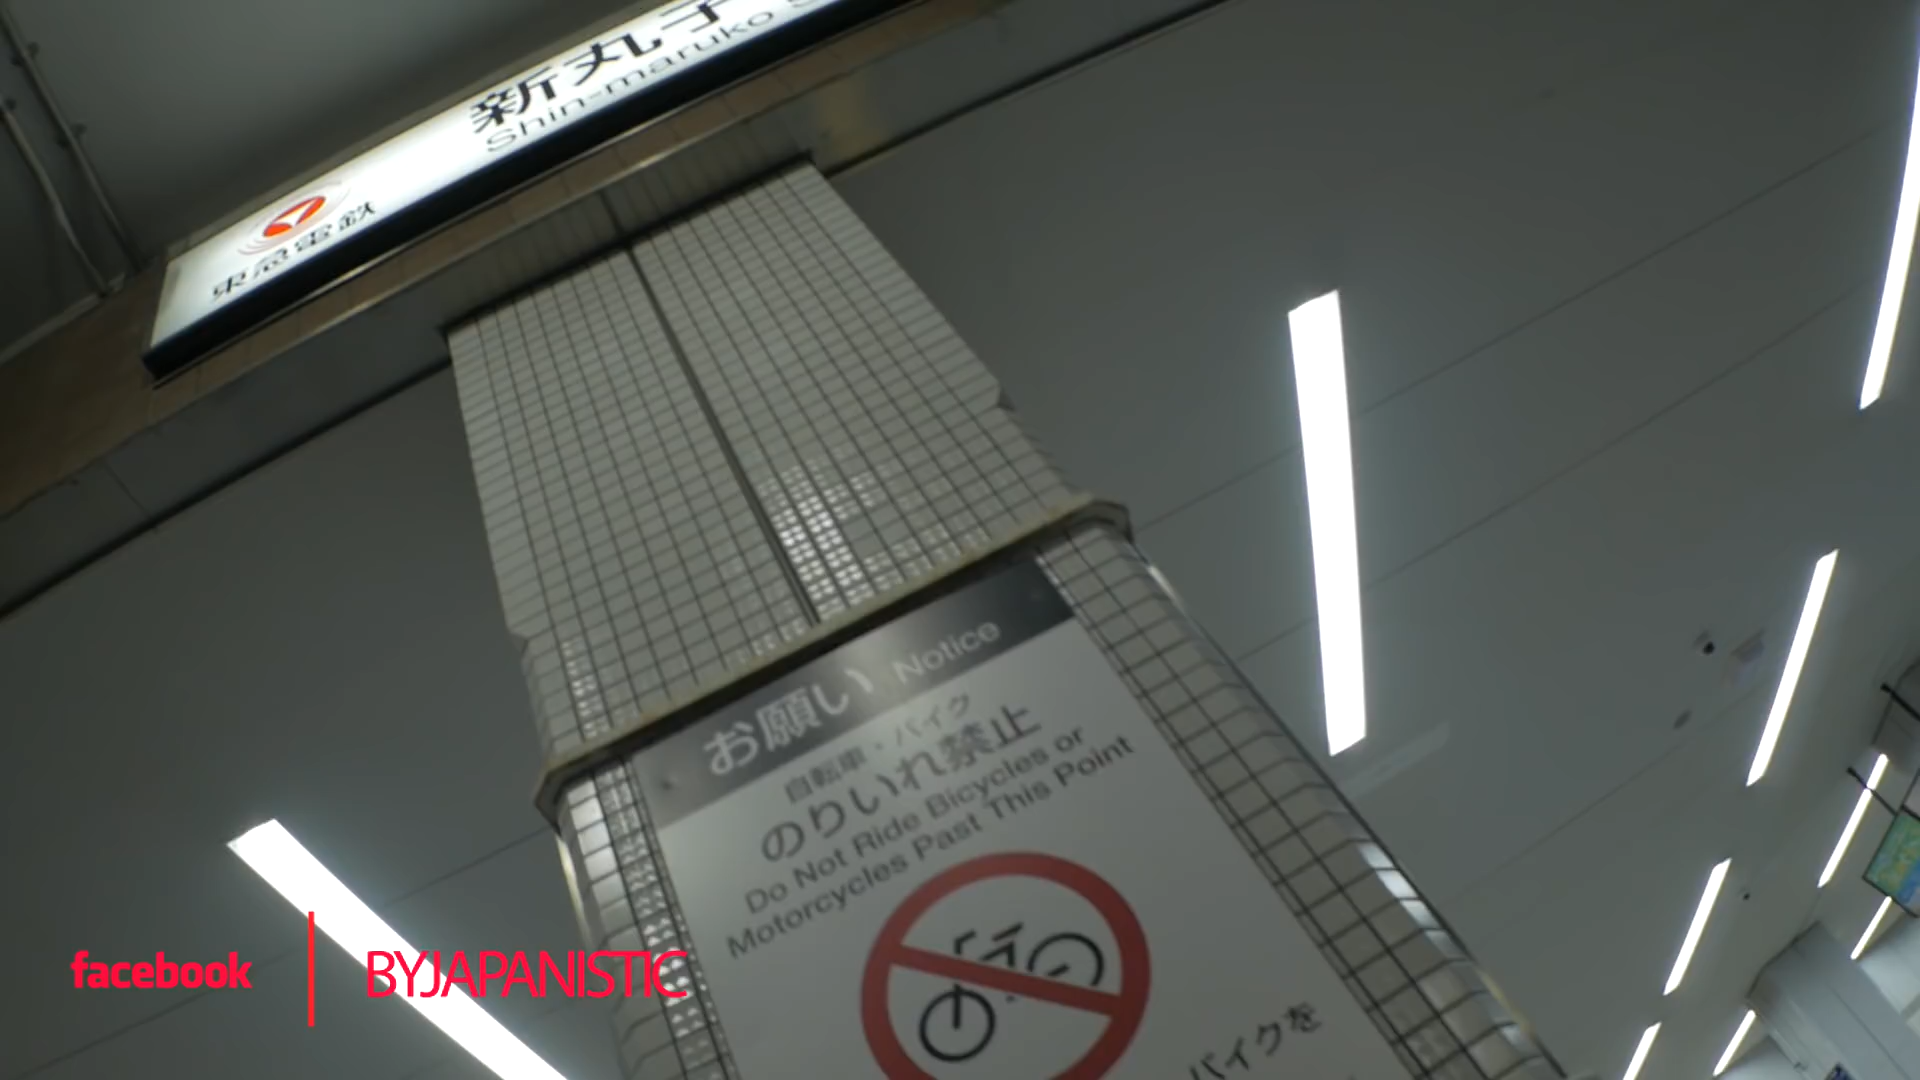 新丸子
Shin-maruko S
東急電鉄
お願い Notice
自転車・バイク
のりいれ禁止
Do Not Ride Bicycles or
Motorcycles Past This Point
バイクを
facebook
BYJAPANISTIC